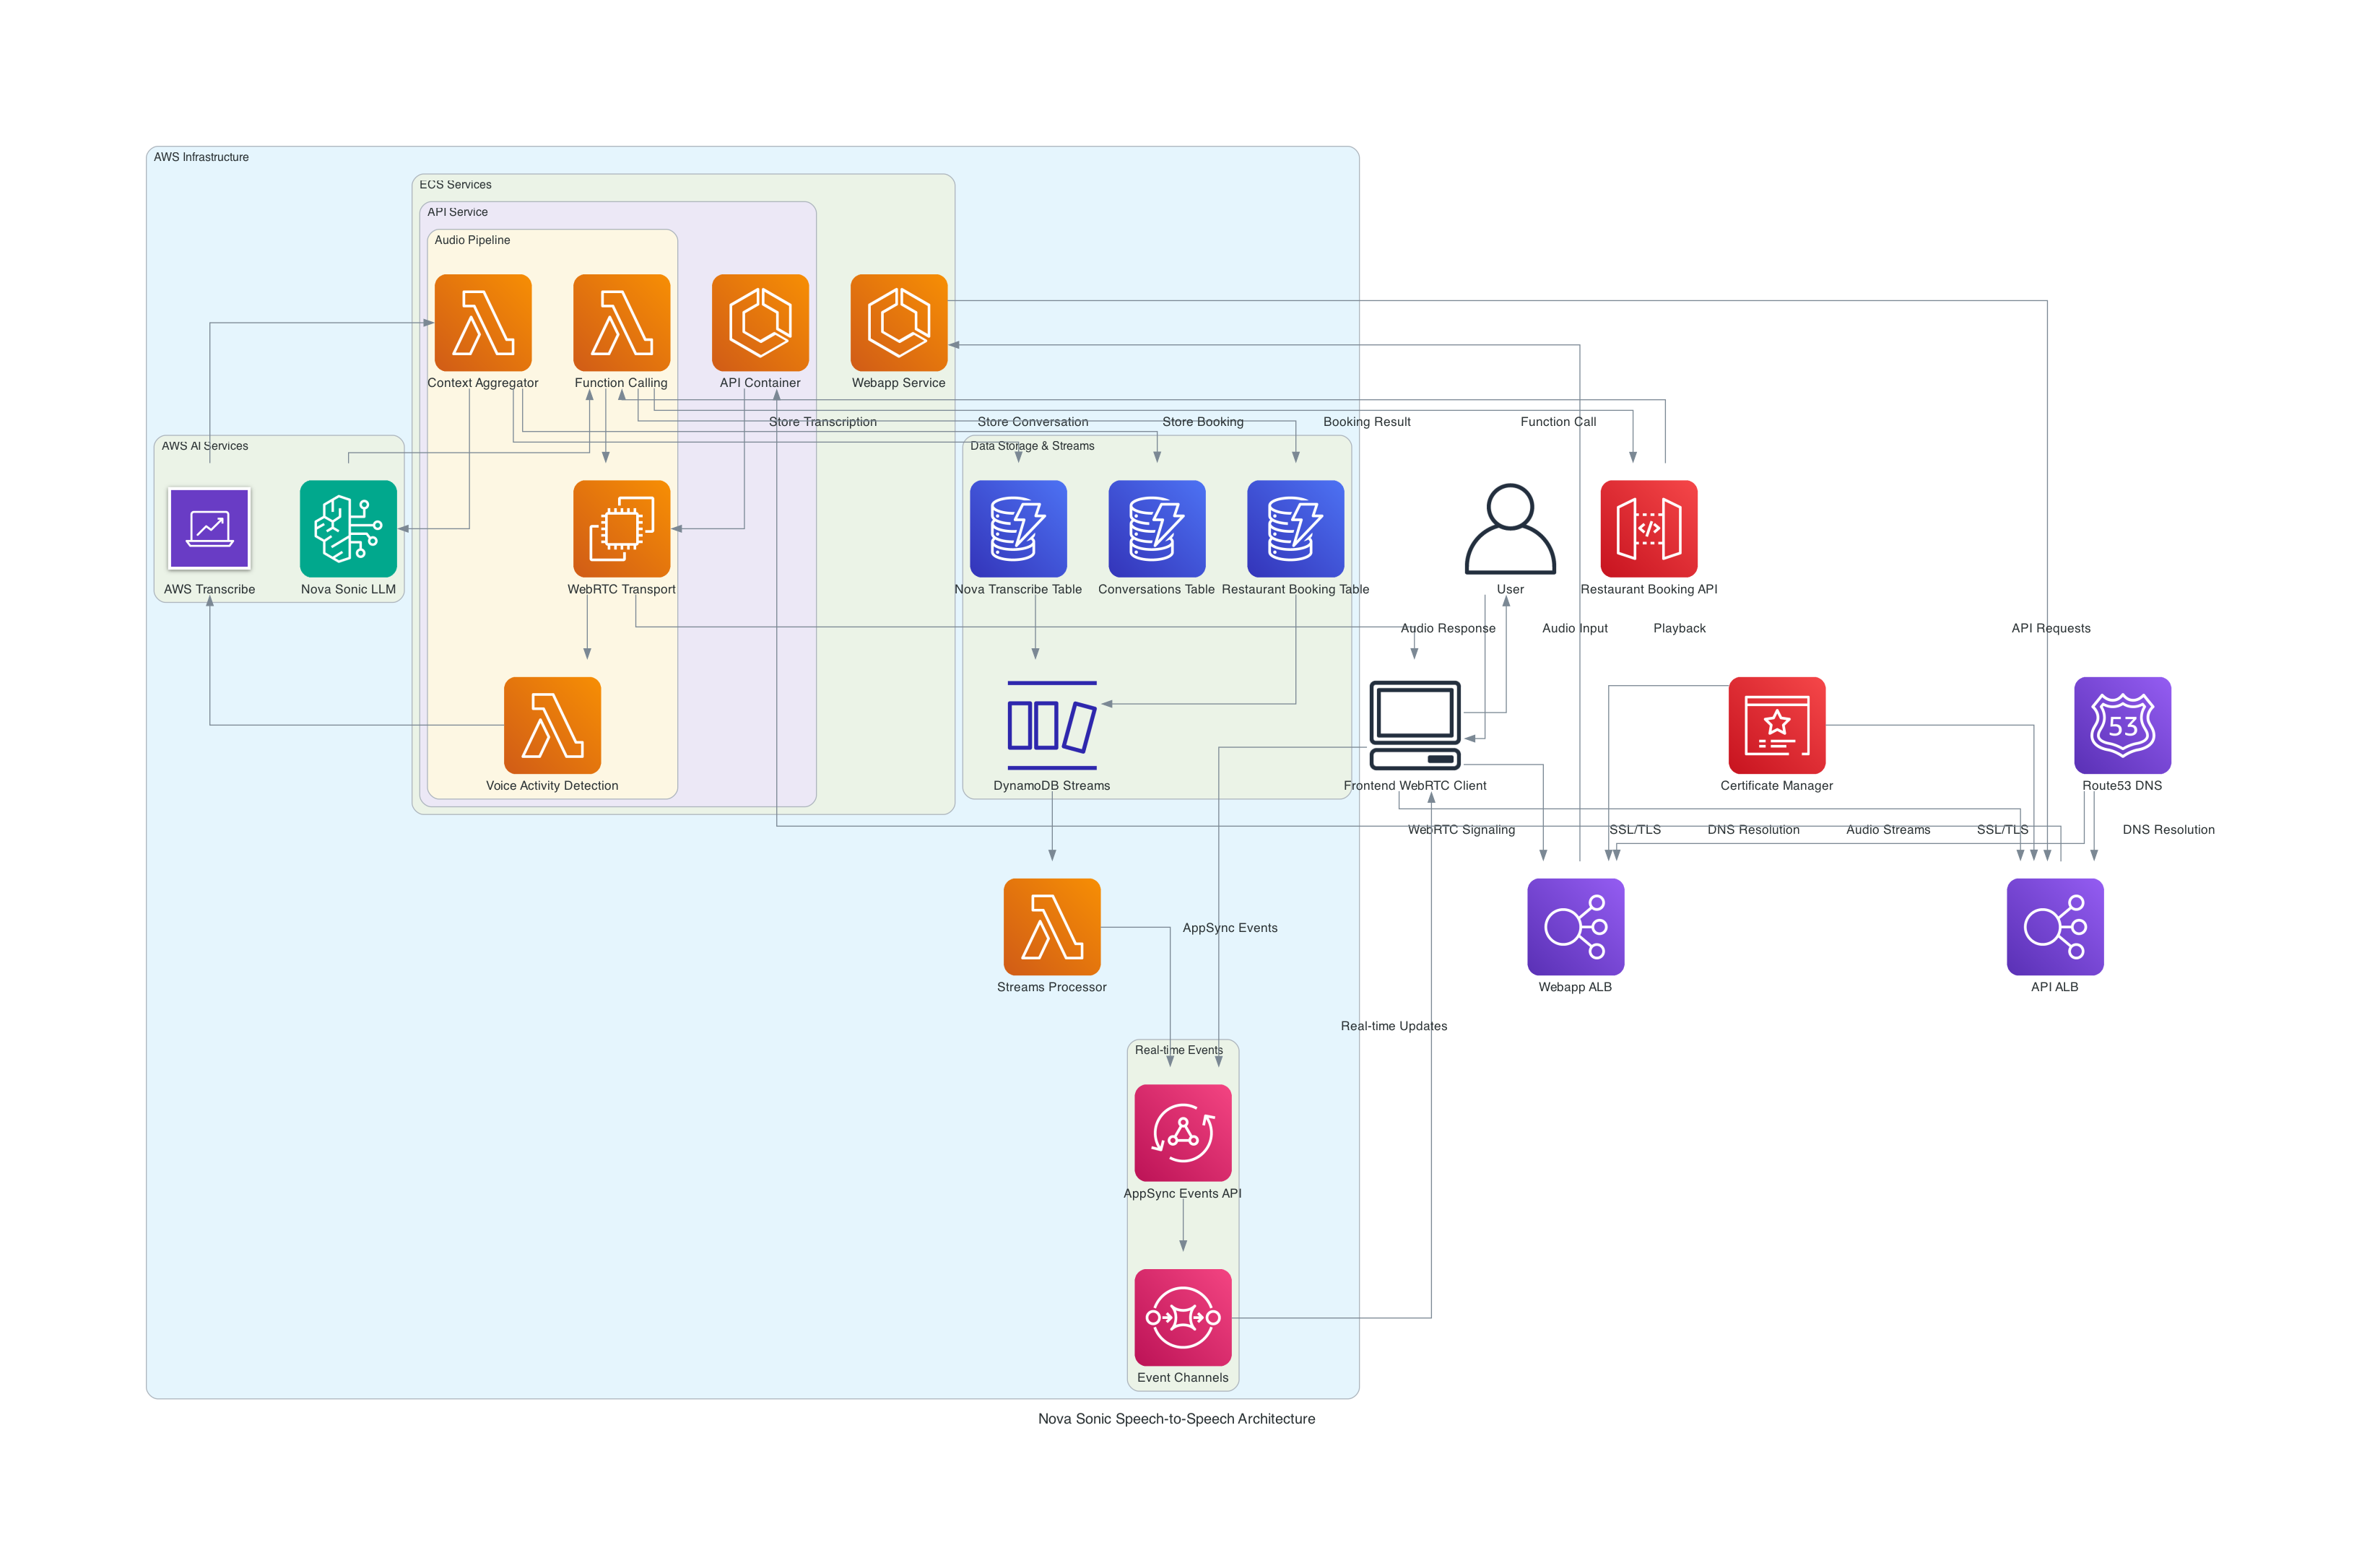 AWS Infrastructure
ECS Services
API Service
Audio Pipeline
Context Aggregator
Function Calling
API Container
Webapp Service
Store Transcription
Store Conversation
Store Booking
Booking Result
Function Call
AWS AI Services
Data Storage & Streams
AWS Transcribe
Nova Sonic LLM
WebRTC Transport
Nova Transcribe Table
Conversations Table
Restaurant Booking Table
User
Restaurant Booking API
Audio Response
Audio Input
Playback
API Requests
53
Voice Activity Detection
DynamoDB Streams
Frontend WebRTC Client
Certificate Manager
Route53 DNS
WebRTC Signaling
SSL/TLS
DNS Resolution
Audio Streams
SSL/TLS
DNS Resolution
AppSync Events
Streams Processor
Webapp ALB
API ALB
Real-time Updates
Real-time Events
AppSync Events API
Event Channels
Nova Sonic Speech-to-Speech Architecture